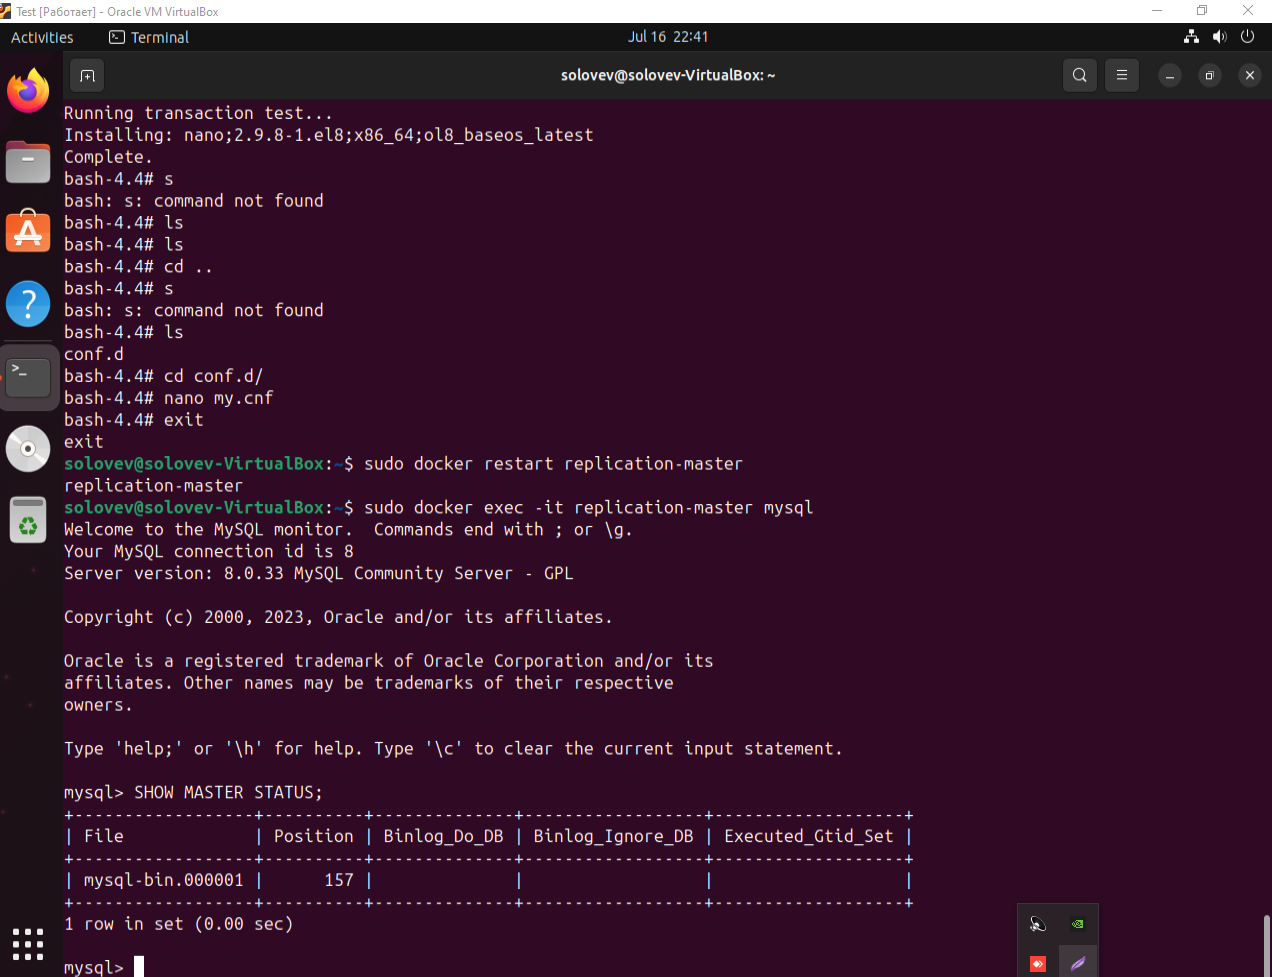 Test [Работает] - Oracle VM VirtualBox
Activities Terminal Jul 16 22:41
solovev@solovev-VirtualBox: ~
Running transaction test...
Installing: nano;2.9.8-1.el8;x86_64;ol8_baseos_latest
Complete.
bash-4.4# s
bash: s: command not found
bash-4.4# ls
bash-4.4# ls
bash-4.4# cd ..
bash-4.4# s
bash: s: command not found
bash-4.4# ls
conf.d
bash-4.4# cd conf.d/
bash-4.4# nano my.cnf
bash-4.4# exit
exit
solovev@solovev-VirtualBox:~$ sudo docker restart replication-master
replication-master
solovev@solovev-VirtualBox:~$ sudo docker exec -it replication-master mysql
Welcome to the MySQL monitor.  Commands end with ; or \g.
Your MySQL connection id is 8
Server version: 8.0.33 MySQL Community Server - GPL
Copyright (c) 2000, 2023, Oracle and/or its affiliates.
Oracle is a registered trademark of Oracle Corporation and/or its
affiliates. Other names may be trademarks of their respective
owners.
Type 'help;' or '\h' for help. Type '\c' to clear the current input statement.
mysql> SHOW MASTER STATUS;
+------------------+----------+--------------+------------------+-------------------+
| File             | Position | Binlog_Do_DB | Binlog_Ignore_DB | Executed_Gtid_Set |
+------------------+----------+--------------+------------------+-------------------+
| mysql-bin.000001 |      157 |              |                  |                   |
+------------------+----------+--------------+------------------+-------------------+
1 row in set (0.00 sec)
mysql>